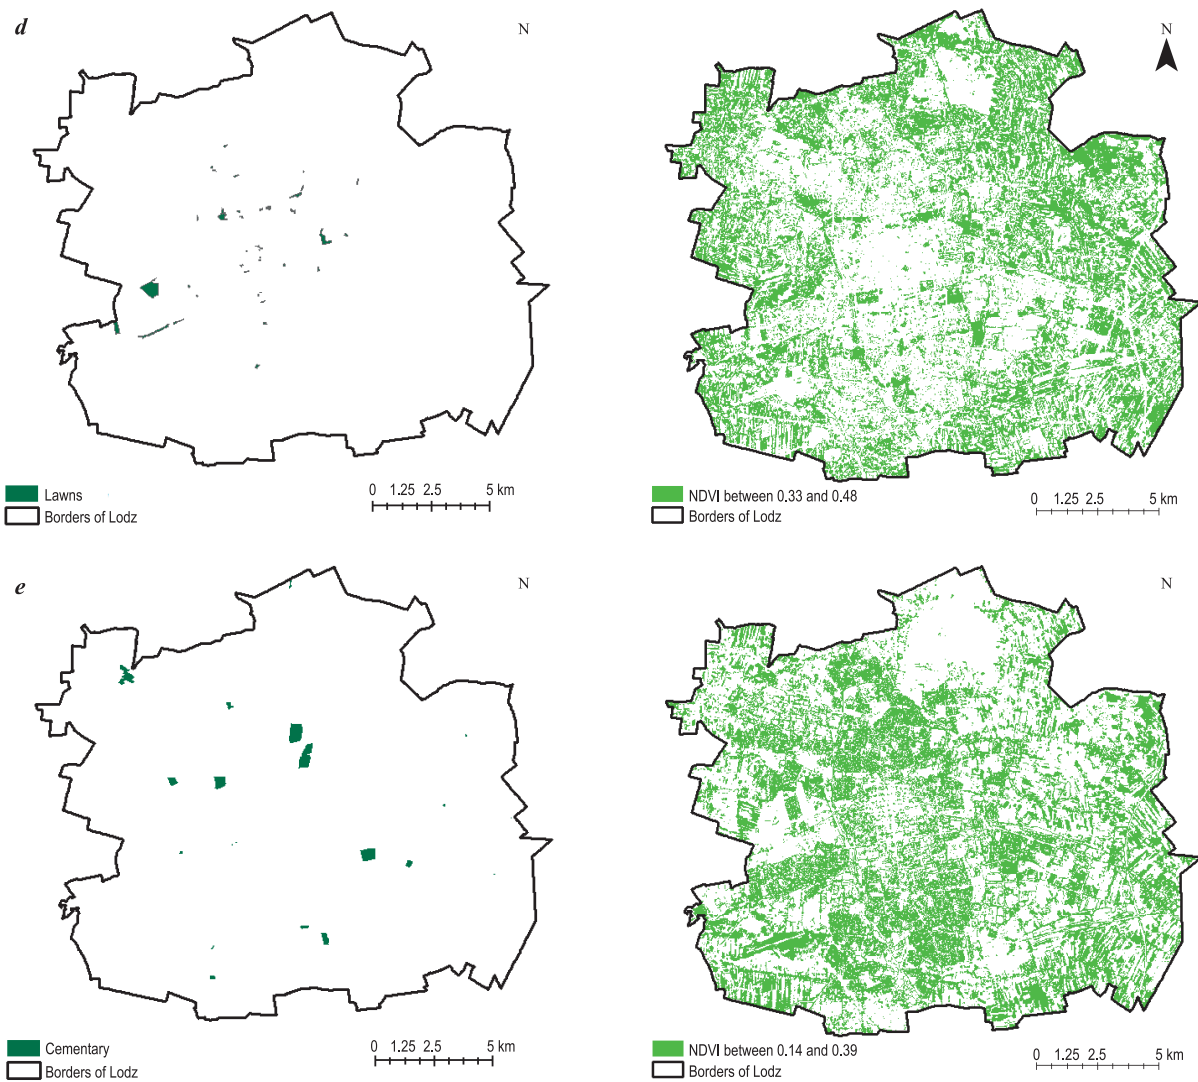 d
N
N
Lawns
Borders of Lodz
0 1.25 2.5 5 km
NDVI between 0.33 and 0.48
Borders of Lodz
0 1.25 2.5 5 km
e
N
N
Cementary
Borders of Lodz
0 1.25 2.5 5 km
NDVI between 0.14 and 0.39
Borders of Lodz
0 1.25 2.5 5 km